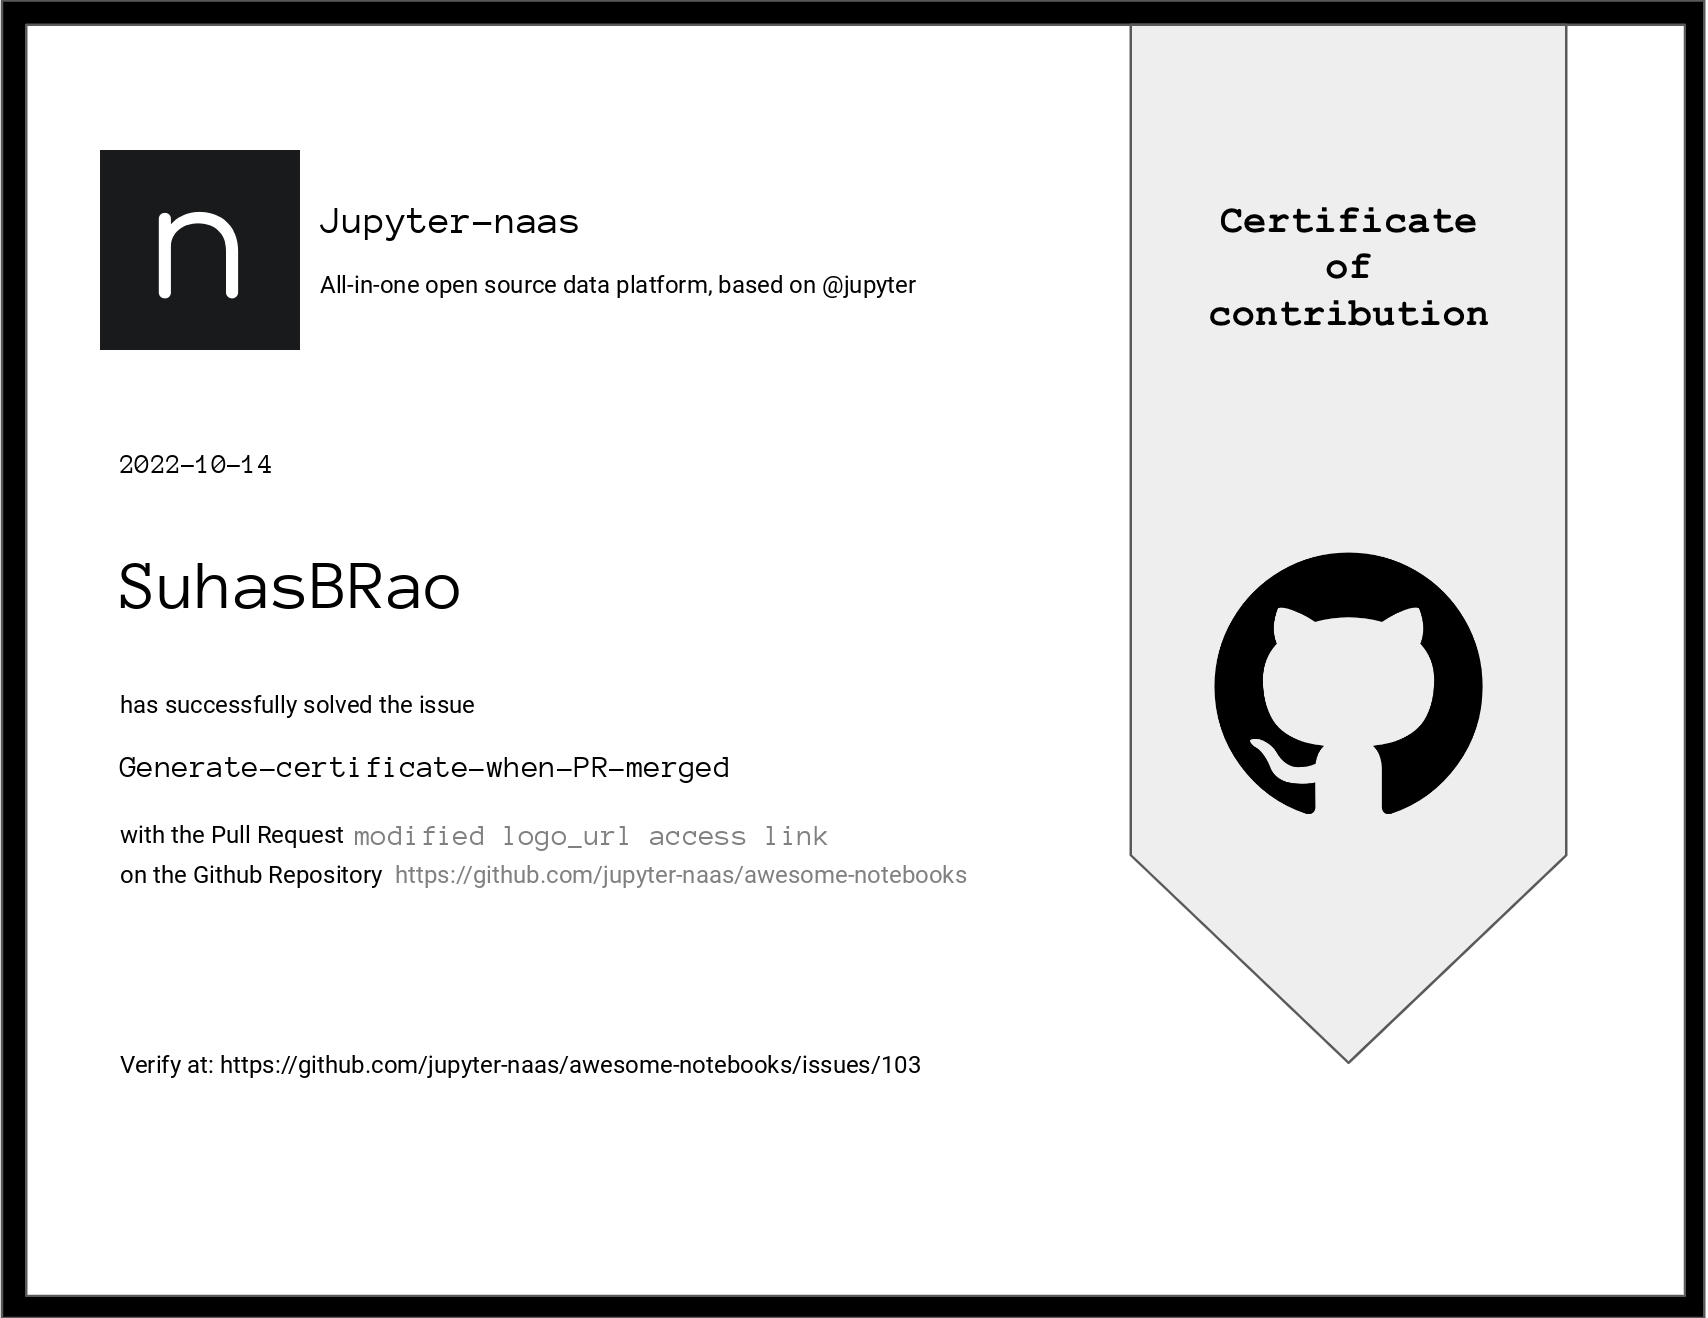 n
Jupyter-naas
All-in-one open source data platform, based on @jupyter
Certificate
of
contribution
2022-10-14
SuhasBRao
has successfully solved the issue
Generate-certificate-when-PR-merged
with the Pull Request modified logo_url access link
on the Github Repository https://github.com/jupyter-naas/awesome-notebooks
Verify at: https://github.com/jupyter-naas/awesome-notebooks/issues/103